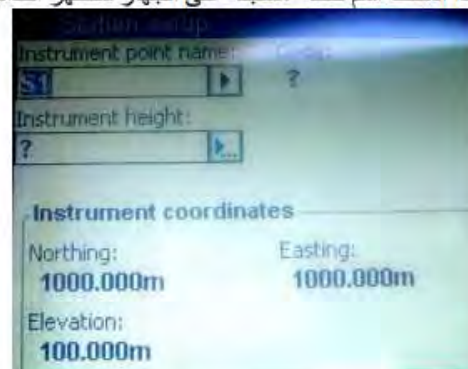 Station setup
Instrument point name:
S1
?
Instrument height:
?
Instrument coordinates
Northing: Easting:
1000.000m 1000.000m
Elevation:
100.000m